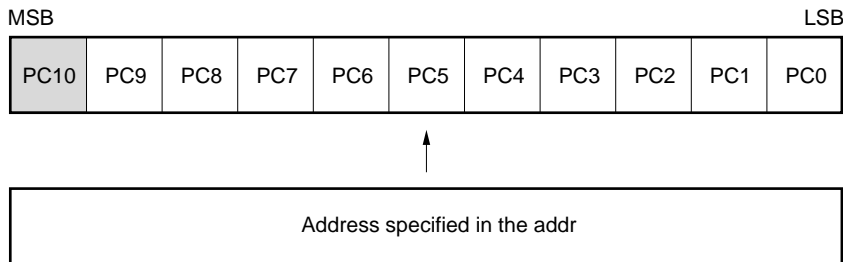 MSB LSB
PC10 PC9 PC8 PC7 PC6 PC5 PC4 PC3 PC2 PC1 PC0
Address specified in the addr